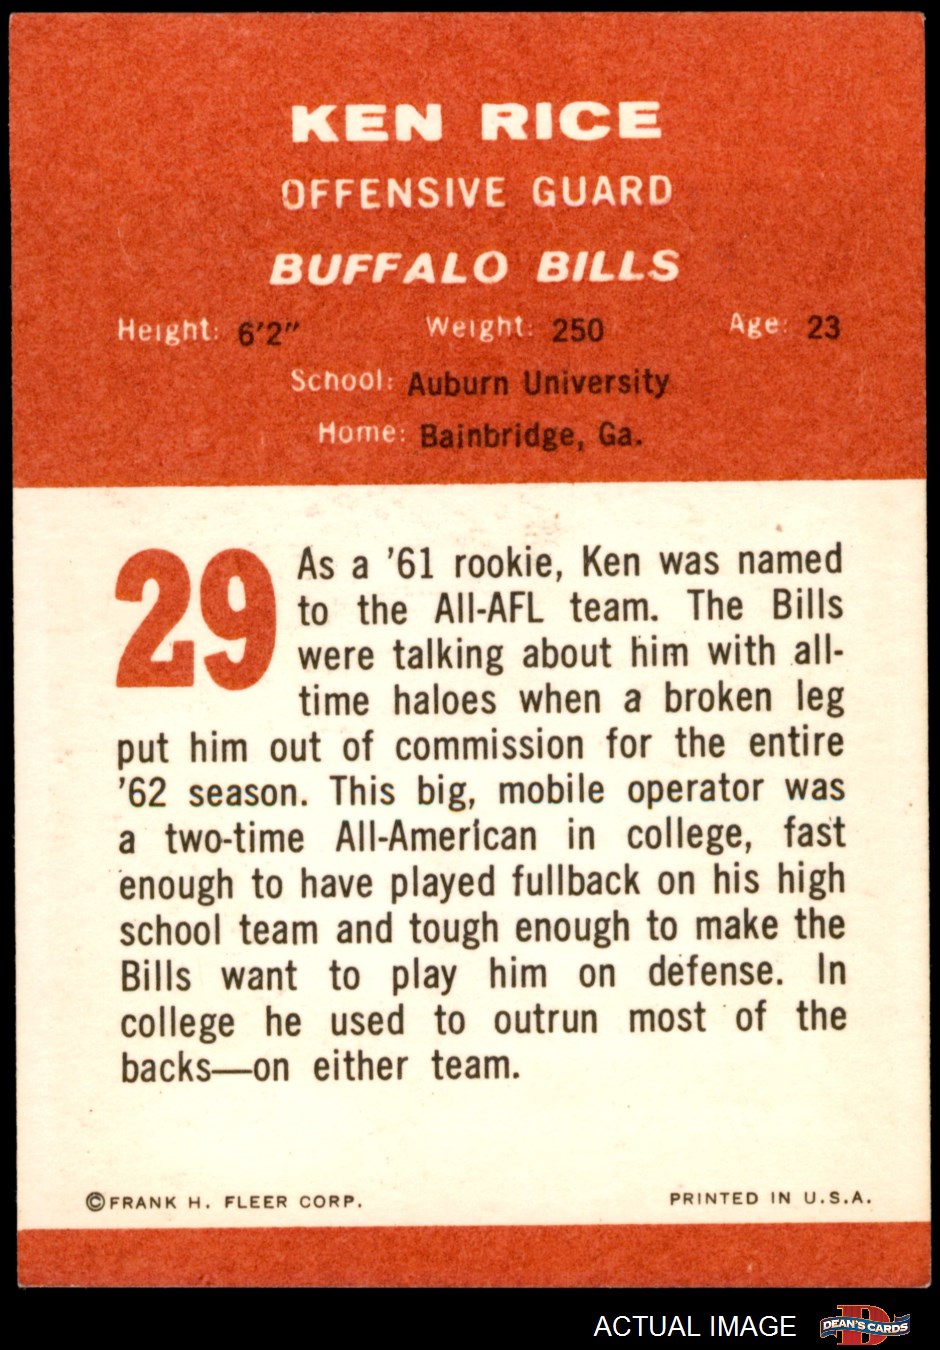 KEN RICE
OFFENSIVE GUARD
BUFFALO BILLS
Height: 6'2" Weight: 250 Age: 23
School: Auburn University
Home: Bainbridge, Ga.
29
As a '61 rookie, Ken was named
to the All-AFL team. The Bills
were talking about him with all-
time haloes when a broken leg
put him out of commission for the entire
'62 season. This big, mobile operator was
a two-time All-American in college, fast
enough to have played fullback on his high
school team and tough enough to make the
Bills want to play him on defense. In
college he used to outrun most of the
backs—on either team.
©FRANK H. FLEER CORP. PRINTED IN U.S.A.
ACTUAL IMAGE
D
DEAN'S CARDS